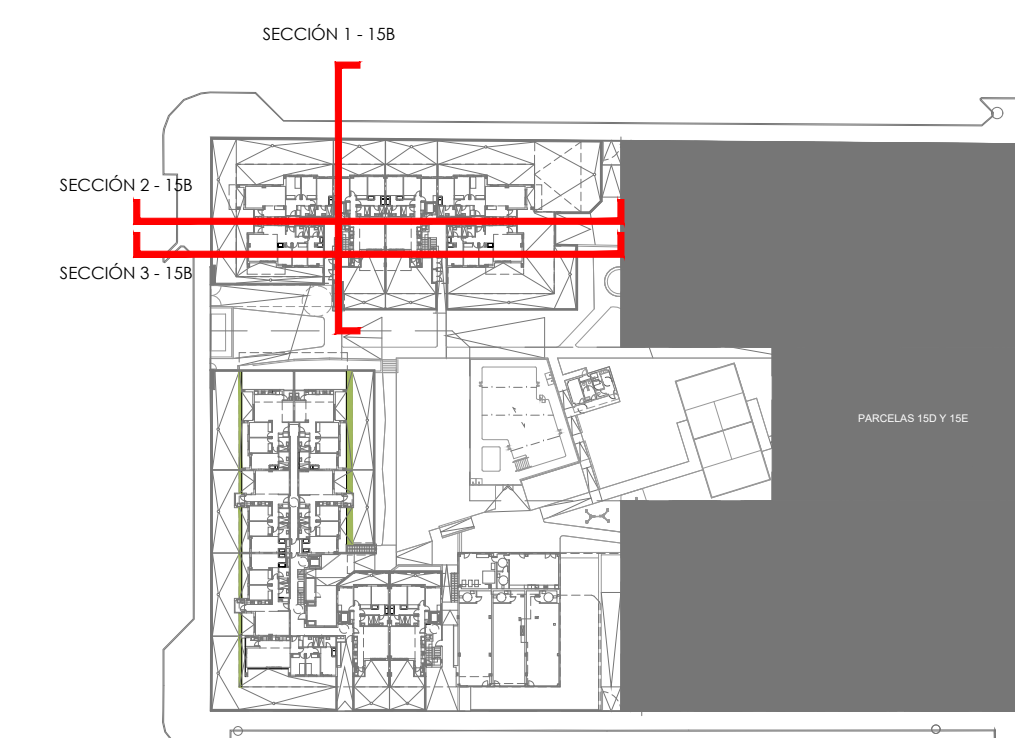 SECCIÓN 1 - 15B
SECCIÓN 2 - 15B
SECCIÓN 3 - 15B
PARCELAS 15D Y 15E